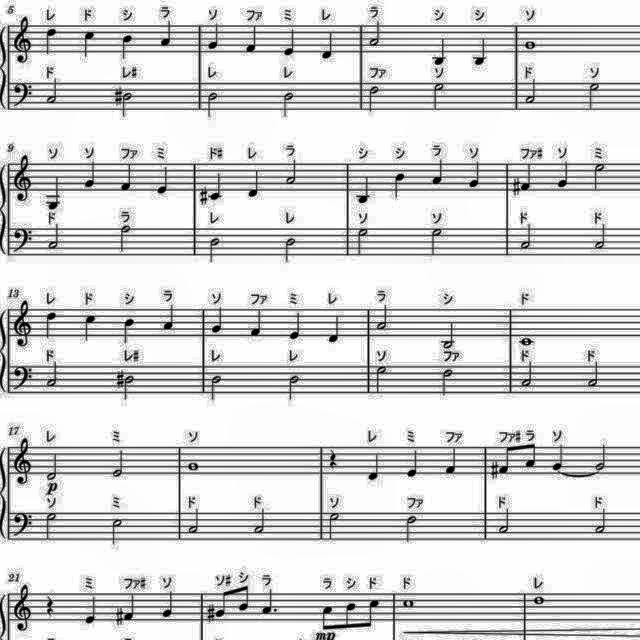 5
レ ド シ ラ ソ ファ ミ レ ラ シ シ ソ
ド レ♯ レ レ ファ ソ ド ソ
9
ソ ソ ファ ミ ド♯ レ ラ シ シ ラ ソ ファ♯ ソ ミ
ド ラ レ レ ソ ソ ド ド
13
レ ド シ ラ ソ ファ ミ レ ラ シ ド
ド レ♯ レ レ ソ ファ ド ド
17
レ ミ ソ レ ミ ファ ファ♯ ラ ソ
p
ソ ミ ド ド ソ ファ ド ド
21
ミ ファ♯ ソ ソ♯ シ ラ ラ シ ド ド レ
mp